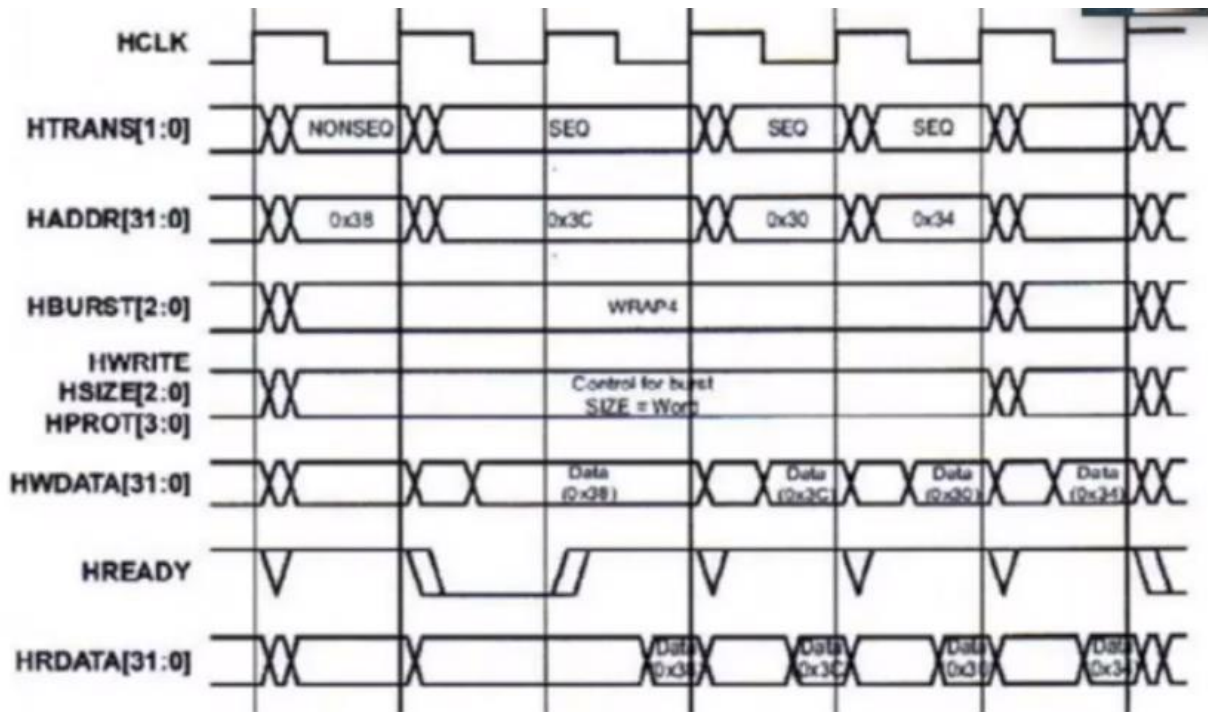 HCLK
HTRANS[1:0] NONSEQ SEQ SEQ SEQ
HADDR[31:0] 0x38 0x3C 0x30 0x34
HBURST[2:0] WRAP4
HWRITE
HSIZE[2:0]
HPROT[3:0]
Control for burst
SIZE = Word
HWDATA[31:0]
Data Data Data Data
(0x38) (0x3C) (0x30) (0x34)
HREADY
HRDATA[31:0]
Data Data Data Data
(0x38) (0x3C) (0x30) (0x34)